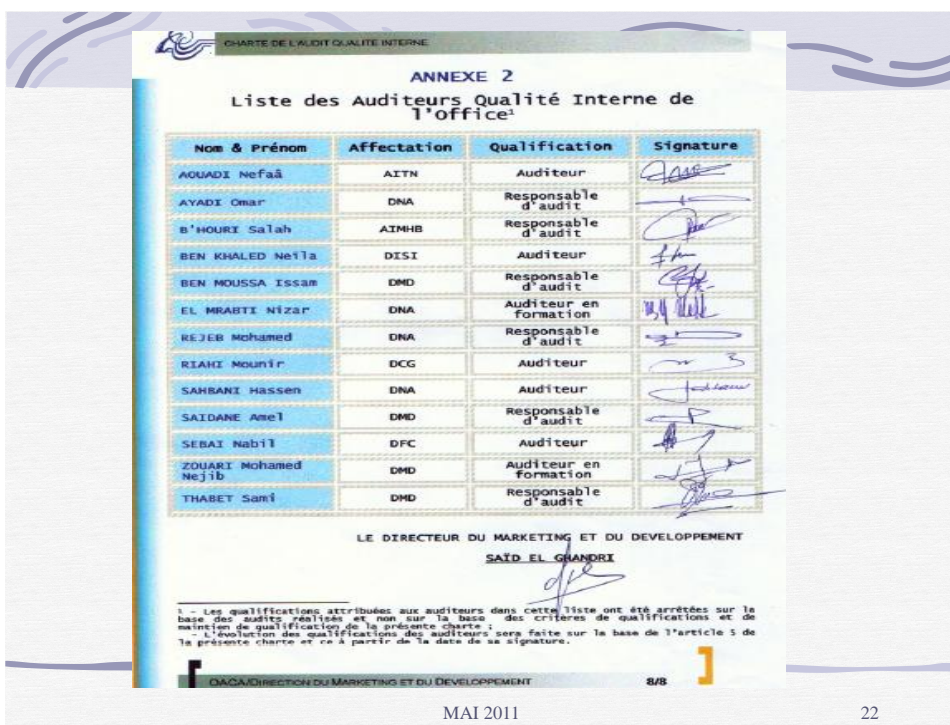 CHARTE DE L'AUDIT QUALITE INTERNE
ANNEXE 2
Liste des Auditeurs Qualité Interne de
l'Office¹
Nom & Prénom Affectation Qualification Signature
AOUADI Nefaâ AITN Auditeur
AYADI Omar DNA Responsable d'audit
B'HOURI Salah AIMHB Responsable d'audit
BEN KHALED Neila DISI Auditeur
BEN MOUSSA Issam DMD Responsable d'audit
EL MRABTI Nizar DNA Auditeur en formation
REJEB Mohamed DNA Responsable d'audit
RIAHI Mounir DCG Auditeur
SAHBANI Hassen DNA Auditeur
SAIDANE Amel DMD Responsable d'audit
SEBAI Nabil DFC Auditeur
ZOUARI Mohamed Nejib DMD Auditeur en formation
THABET Sami DMD Responsable d'audit
LE DIRECTEUR DU MARKETING ET DU DEVELOPPEMENT
SAÏD EL GHANDRI
1 - Les qualifications attribuées aux auditeurs dans cette liste ont été arrêtées sur la
base des audits réalisés et non sur la base des critères de qualifications et de
maintien de qualification de la présente charte ;
- L'évolution des qualifications des auditeurs sera faite sur la base de l'article 5 de
la présente charte et ce à partir de la date de sa signature.
OACA/DIRECTION DU MARKETING ET DU DEVELOPPEMENT 8/8
MAI 2011 22